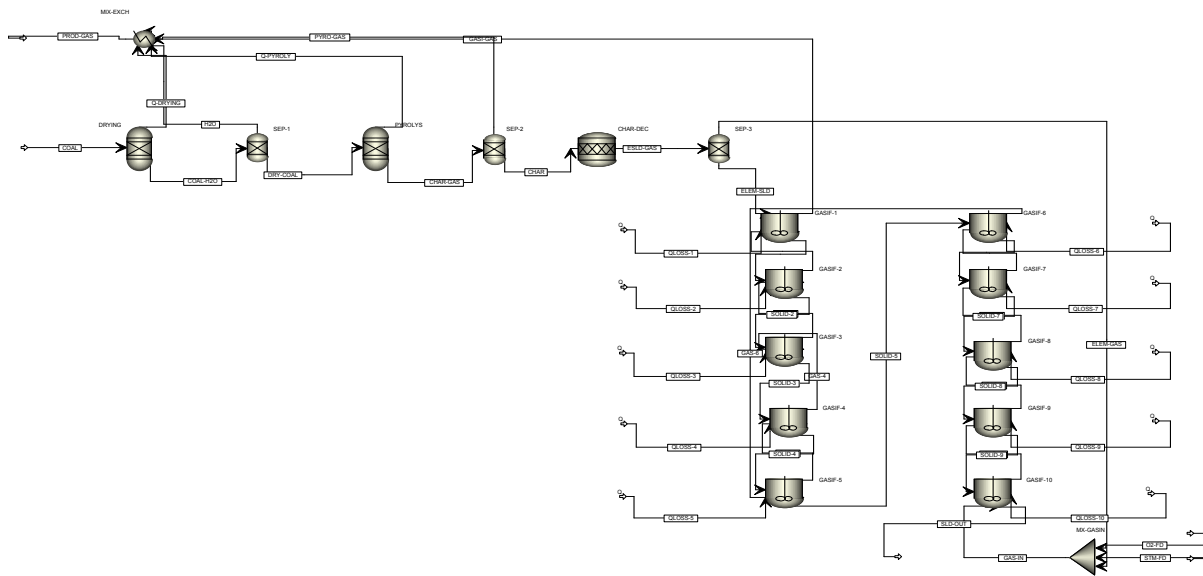 MIX-EXCH
PROD-GAS
PYRO-GAS
GASI-GAS
Q-PYROLY
Q-DRYING
DRYING
H2O
SEP-1
PYROLYS
SEP-2
CHAR-DEC
SEP-3
COAL
ESLD-GAS
COAL-H2O
DRY-COAL
CHAR-GAS
CHAR
ELEM-SLD
GASIF-1
GASIF-6
Q
Q
QLOSS-1
QLOSS-6
GASIF-2
GASIF-7
Q
Q
QLOSS-2
QLOSS-7
SOLID-2
SOLID-7
GASIF-3
GASIF-8
ELEM-GAS
Q
Q
GAS-6
SOLID-5
QLOSS-3
GAS-4
QLOSS-8
SOLID-3
SOLID-8
GASIF-4
GASIF-9
Q
Q
QLOSS-4
QLOSS-9
SOLID-4
SOLID-9
GASIF-5
GASIF-10
Q
Q
QLOSS-5
QLOSS-10
SLD-OUT
MX-GASIN
O2-FD
GAS-IN
STM-FD